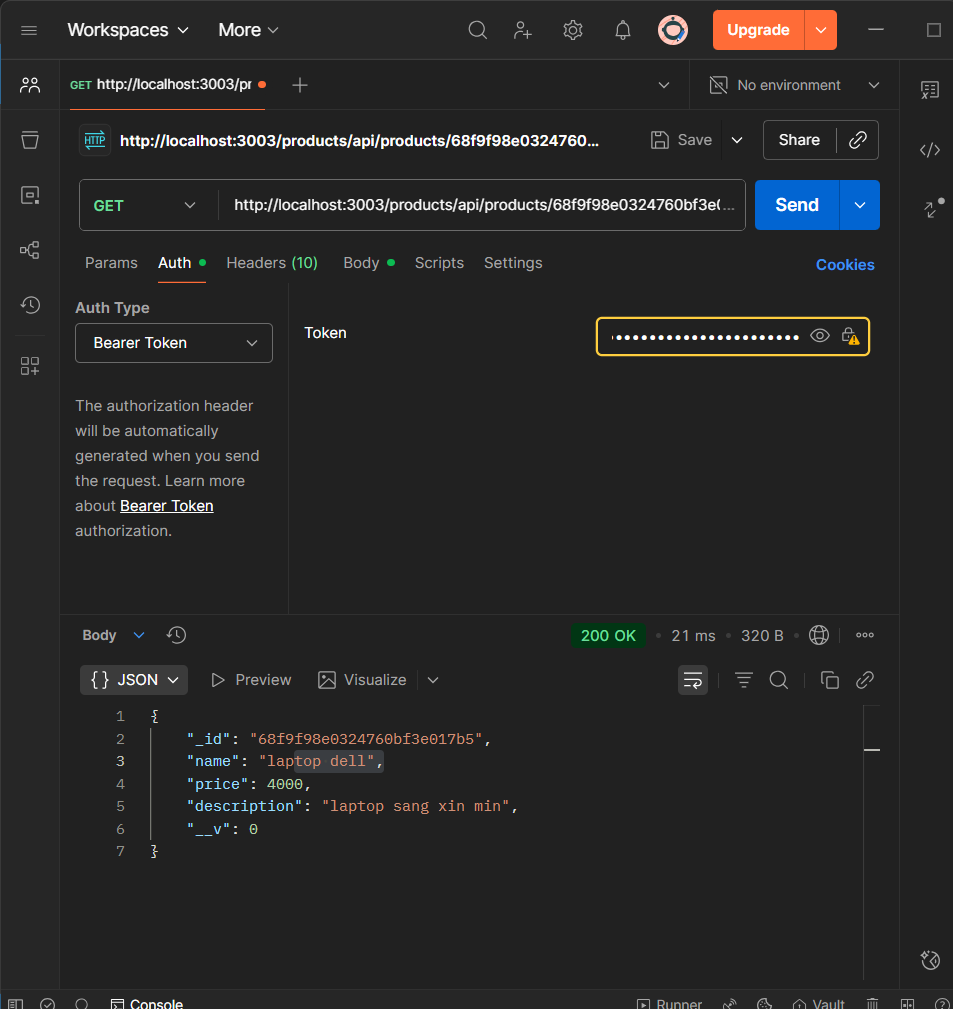 Workspaces More Upgrade
GET http://localhost:3003/pr No environment
HTTP http://localhost:3003/products/api/products/68f9f98e0324760... Save Share
GET http://localhost:3003/products/api/products/68f9f98e0324760bf3e0... Send
Params Auth Headers (10) Body Scripts Settings Cookies
Auth Type
Bearer Token
Token
The authorization header
will be automatically
generated when you send
the request. Learn more
about Bearer Token
authorization.
Body 200 OK • 21 ms • 320 B •
{} JSON Preview Visualize
1 {
2 "_id": "68f9f98e0324760bf3e017b5",
3 "name": "laptop dell",
4 "price": 4000,
5 "description": "laptop sang xin min",
6 "__v": 0
7 }
Console Runner Vault